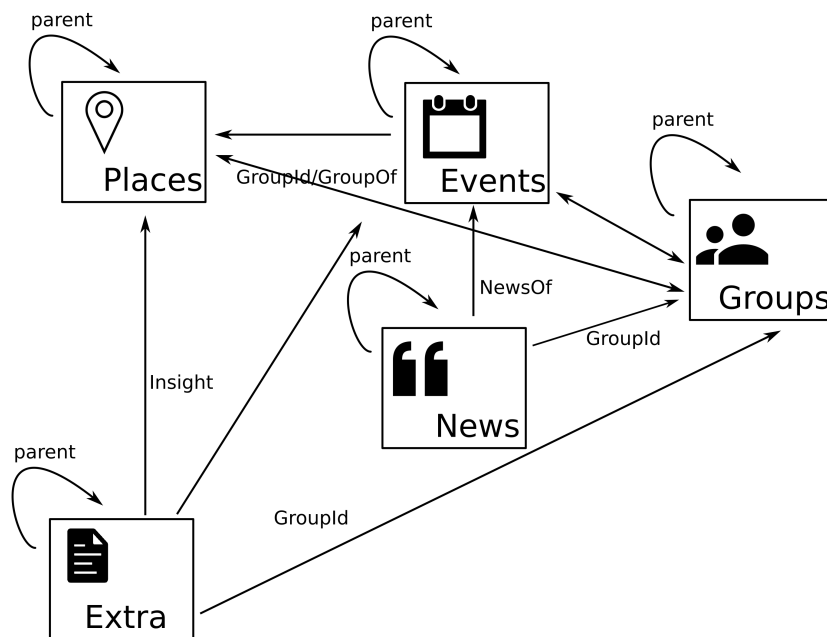 parent
parent
parent
Places
GroupId/GroupOf
Events
parent
NewsOf
Groups
GroupId
Insight
News
parent
GroupId
Extra